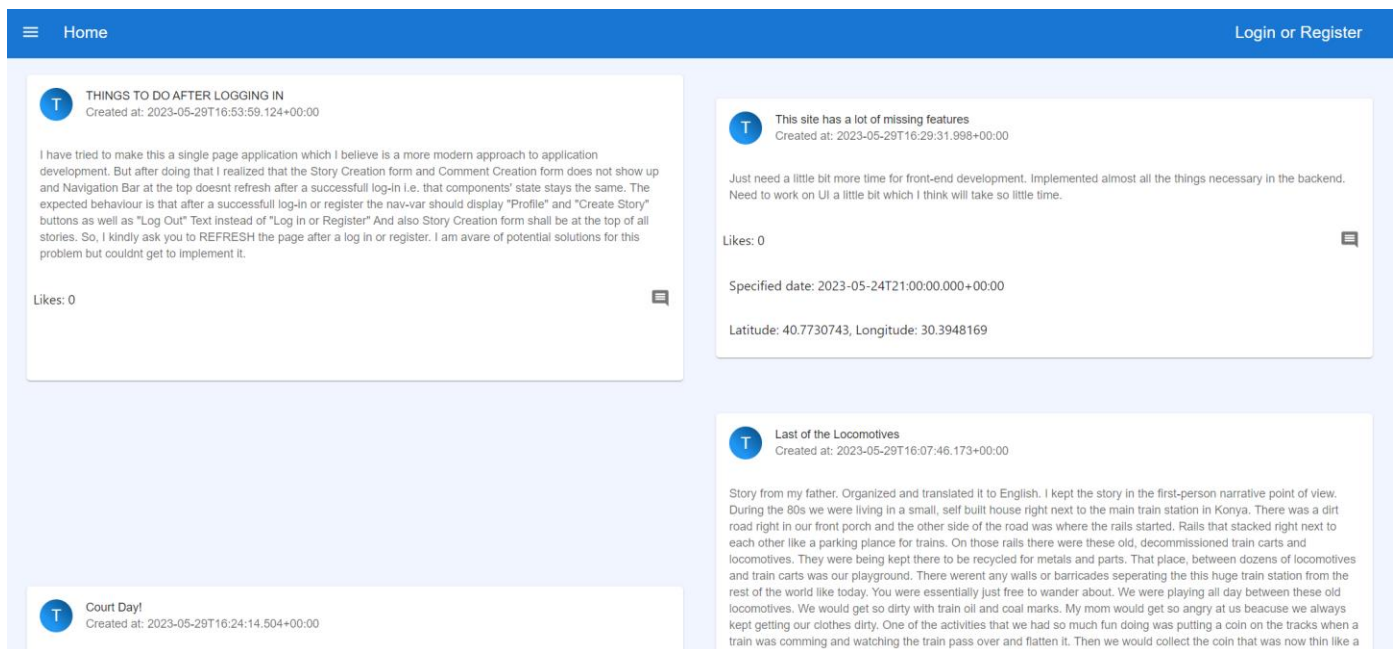 Home
Login or Register
T
THINGS TO DO AFTER LOGGING IN
Created at: 2023-05-29T16:53:59.124+00:00
I have tried to make this a single page application which I believe is a more modern approach to application
development. But after doing that I realized that the Story Creation form and Comment Creation form does not show up
and Navigation Bar at the top doesnt refresh after a successfull log-in i.e. that components' state stays the same. The
expected behaviour is that after a successfull log-in or register the nav-var should display "Profile" and "Create Story"
buttons as well as "Log Out" Text instead of "Log in or Register" And also Story Creation form shall be at the top of all
stories. So, I kindly ask you to REFRESH the page after a log in or register. I am avare of potential solutions for this
problem but couldnt get to implement it.
Likes: 0
T
This site has a lot of missing features
Created at: 2023-05-29T16:29:31.998+00:00
Just need a little bit more time for front-end development. Implemented almost all the things necessary in the backend.
Need to work on UI a little bit which I think will take so little time.
Likes: 0
Specified date: 2023-05-24T21:00:00.000+00:00
Latitude: 40.7730743, Longitude: 30.3948169
T
Court Day!
Created at: 2023-05-29T16:24:14.504+00:00
T
Last of the Locomotives
Created at: 2023-05-29T16:07:46.173+00:00
Story from my father. Organized and translated it to English. I kept the story in the first-person narrative point of view.
During the 80s we were living in a small, self built house right next to the main train station in Konya. There was a dirt
road right in our front porch and the other side of the road was where the rails started. Rails that stacked right next to
each other like a parking plance for trains. On those rails there were these old, decommissioned train carts and
locomotives. They were being kept there to be recycled for metals and parts. That place, between dozens of locomotives
and train carts was our playground. There werent any walls or barricades seperating the this huge train station from the
rest of the world like today. You were essentially just free to wander about. We were playing all day between these old
locomotives. We would get so dirty with train oil and coal marks. My mom would get so angry at us beacuse we always
kept getting our clothes dirty. One of the activities that we had so much fun doing was putting a coin on the tracks when a
train was comming and watching the train pass over and flatten it. Then we would collect the coin that was now thin like a